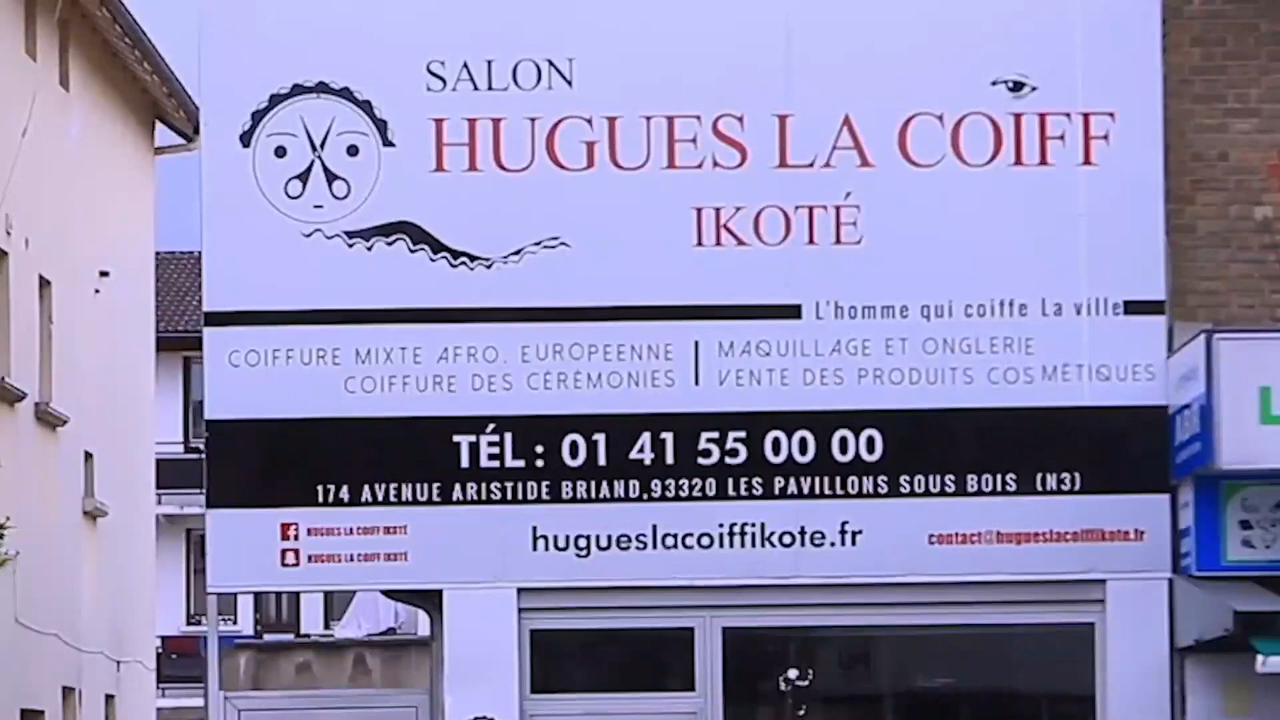 SALON
HUGUES LA COIFF
IKOTÉ
L'homme qui coiffe La ville
COIFFURE MIXTE AFRO. EUROPEENNE
COIFFURE DES CÉRÉMONIES
MAQUILLAGE ET ONGLERIE
VENTE DES PRODUITS COSMÉTIQUES
TÉL : 01 41 55 00 00
174 AVENUE ARISTIDE BRIAND,93320 LES PAVILLONS SOUS BOIS (N3)
HUGUES LA COIFF IKOTÉ
HUGUES LA COIFF IKOTÉ
hugueslacoiffikote.fr
contact@hugueslacoiffikote.fr